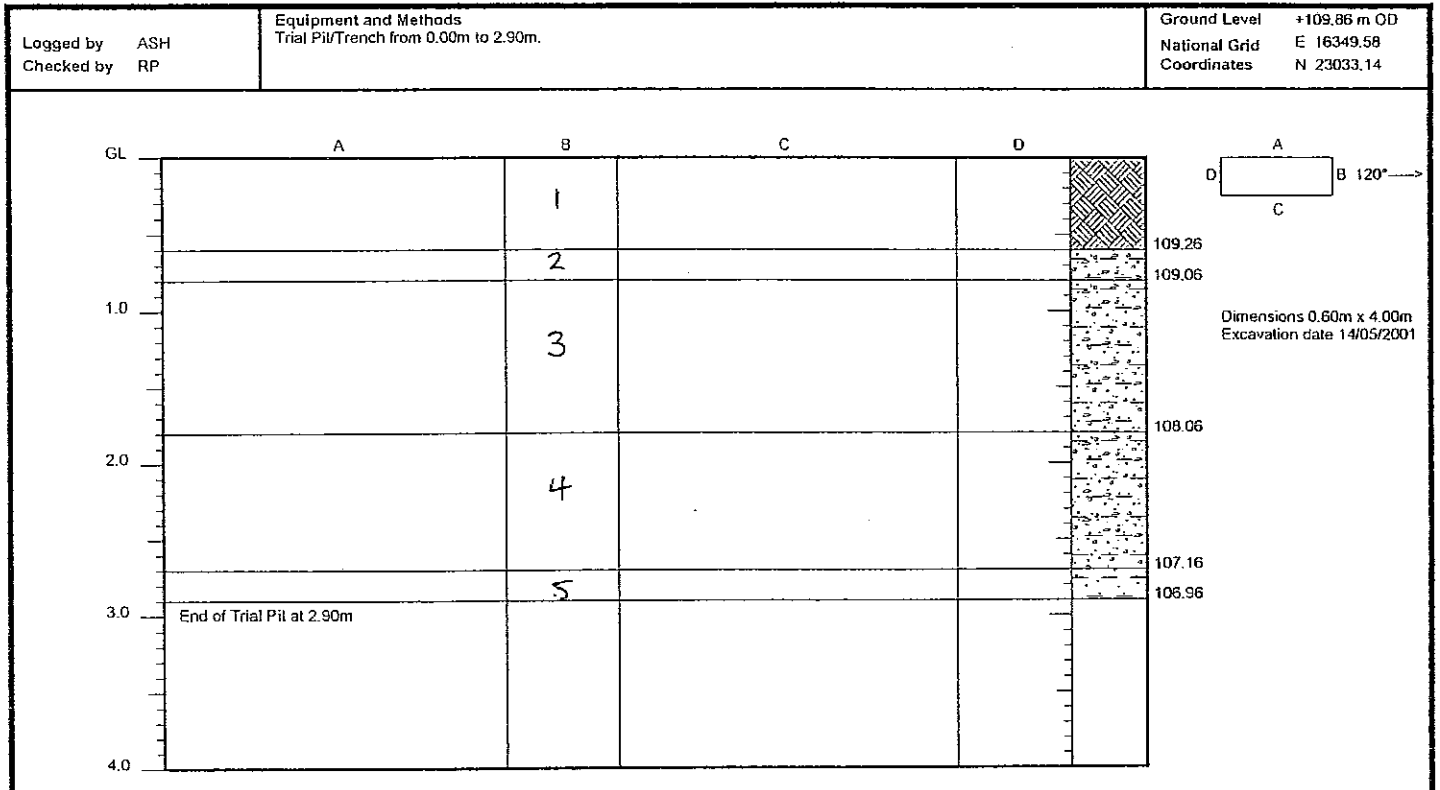 Logged by ASH
Checked by RP
Equipment and Methods
Trial Pit/Trench from 0.00m to 2.90m.
Ground Level +109.86 m OD
National Grid E 16349.58
Coordinates N 23033.14
GL A B C D
1
109.26
2
109.06
1.0
3
108.06
2.0
4
107.16
5
106.96
3.0 End of Trial Pit at 2.90m
4.0
A
D B 120°--->
C
Dimensions 0.60m x 4.00m
Excavation date 14/05/2001